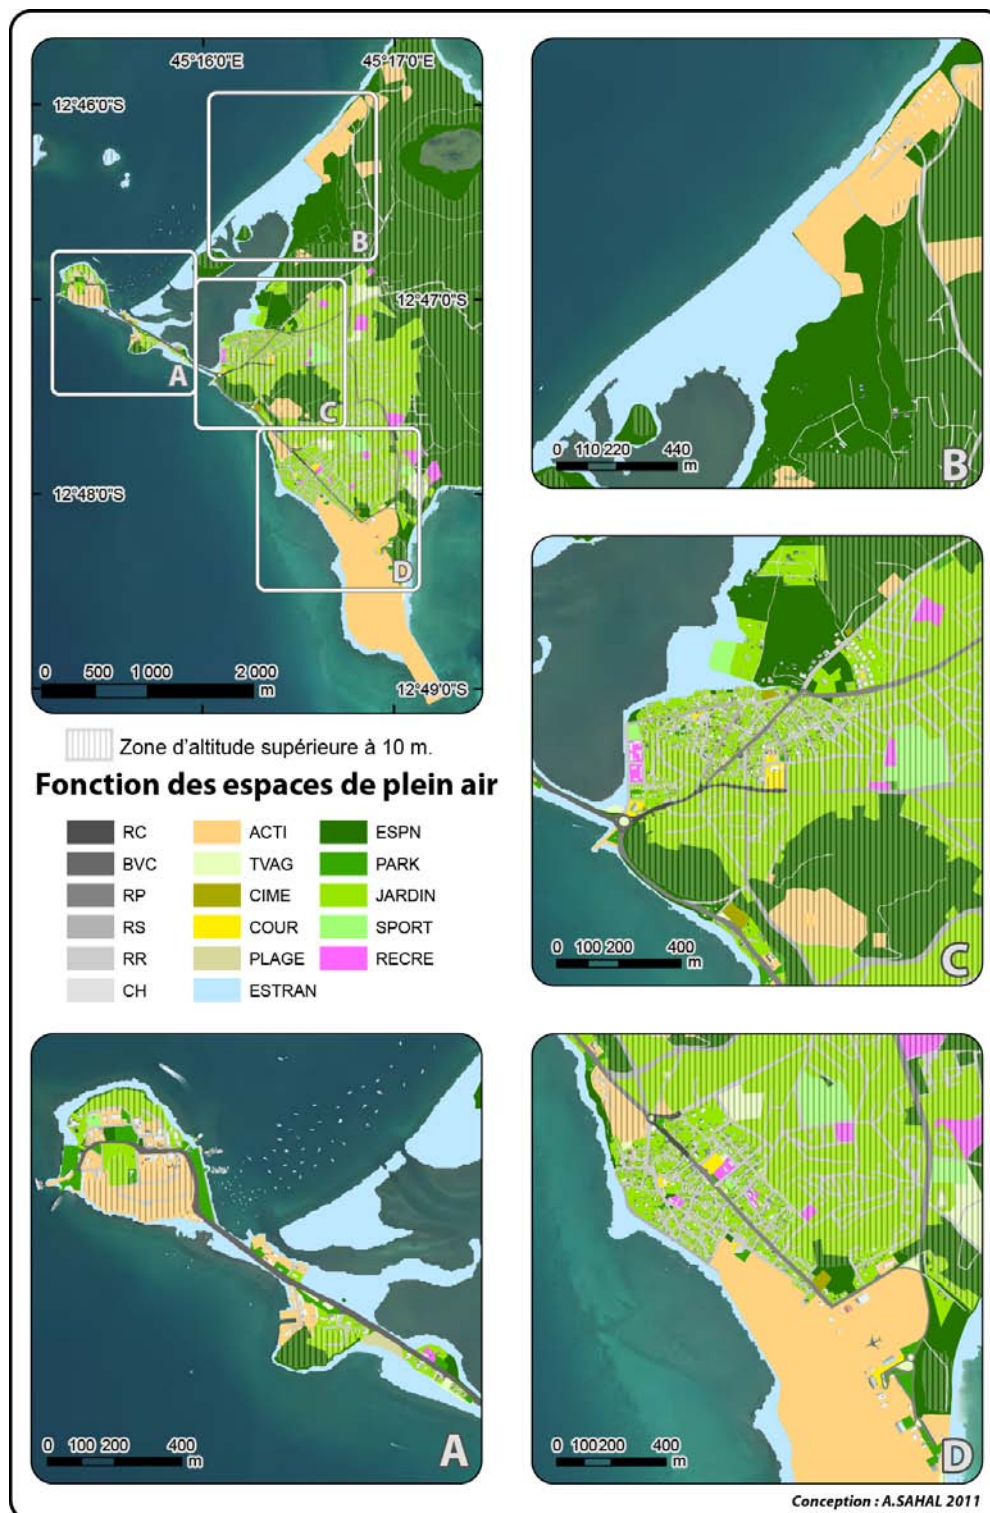 45°16'0"E
45°17'0"E
12°46'0"S
B
12°47'0"S
A
C
12°48'0"S
D
0 500 1 000 2 000
m
12°49'0"S
0 110 220 440
m
B
Zone d'altitude supérieure à 10 m.
Fonction des espaces de plein air
RC ACTI ESPN
BVC TVAG PARK
RP CIME JARDIN
RS COUR SPORT
RR PLAGE RECRE
CH ESTRAN
0 100 200 400
m
C
0 100 200 400
m
A
0 100200 400
m
D
Conception : A.SAHAL 2011